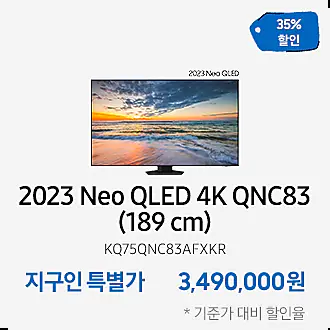 35%
할인
2023 Neo QLED
2023 Neo QLED 4K QNC83
(189 cm)
KQ75QNC83AFXKR
지구인 특별가 3,490,000원
* 기준가 대비 할인율